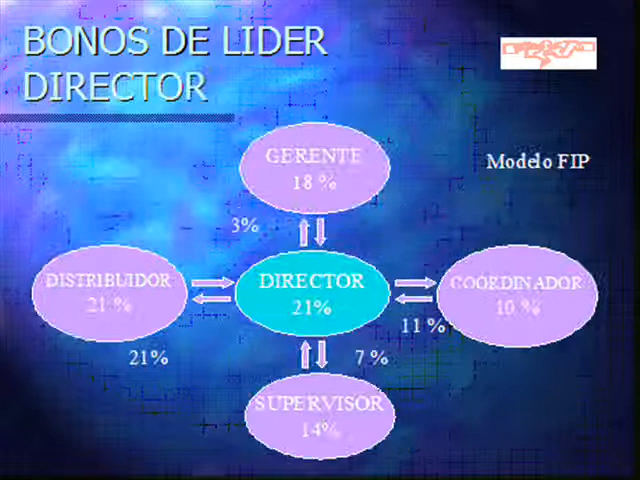 BONOS DE LIDER
DIRECTOR
Modelo FIP
GERENTE
18 %
3%
DISTRIBUIDOR
21 %
DIRECTOR
21%
COORDINADOR
10 %
11 %
21%
7 %
SUPERVISOR
14%